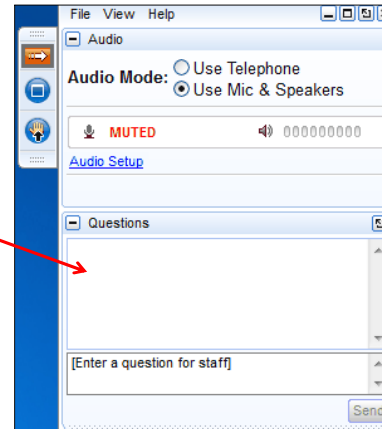 File View Help
Audio
Audio Mode:
Use Telephone
Use Mic & Speakers
MUTED
000000000
Audio Setup
Questions
[Enter a question for staff]
Send